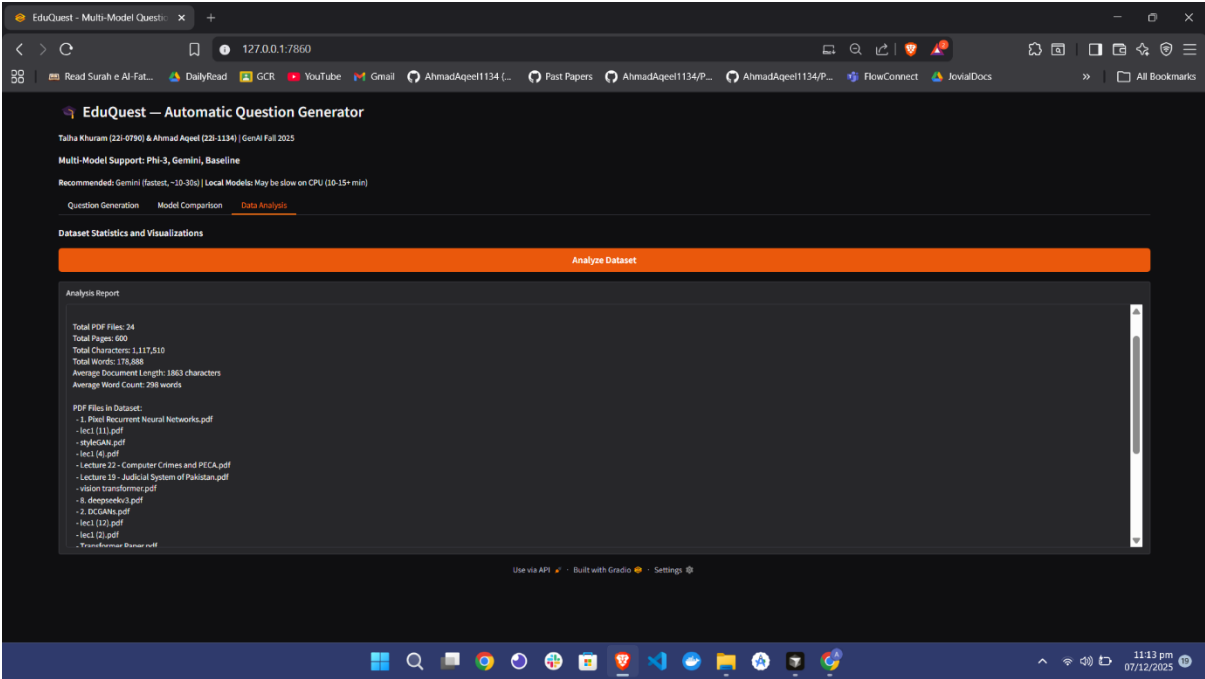 EduQuest - Multi-Model Questic
127.0.0.1:7860
2
Read Surah e Al-Fat...
DailyRead
GCR
YouTube
Gmail
AhmadAqeel1134 (...
Past Papers
AhmadAqeel1134/P...
AhmadAqeel1134/P...
FlowConnect
JovialDocs
All Bookmarks
EduQuest — Automatic Question Generator
Talha Khuram (22i-0790) & Ahmad Aqeel (22i-1134) | GenAI Fall 2025
Multi-Model Support: Phi-3, Gemini, Baseline
Recommended: Gemini (fastest, ~10-30s) | Local Models: May be slow on CPU (10-15+ min)
Question Generation Model Comparison Data Analysis
Dataset Statistics and Visualizations
Analyze Dataset
Analysis Report
Total PDF Files: 24
Total Pages: 600
Total Characters: 1,117,510
Total Words: 178,888
Average Document Length: 1863 characters
Average Word Count: 298 words
PDF Files in Dataset:
- 1. Pixel Recurrent Neural Networks.pdf
- lec1 (11).pdf
- styleGAN.pdf
- lec1 (4).pdf
- Lecture 22 - Computer Crimes and PECA.pdf
- Lecture 19 - Judicial System of Pakistan.pdf
- vision transformer.pdf
- 8. deepseekv3.pdf
- 2. DCGANs.pdf
- lec1 (12).pdf
- lec1 (2).pdf
- Transformer Paper.pdf
Use via API · Built with Gradio · Settings
11:13 pm
07/12/2025
19